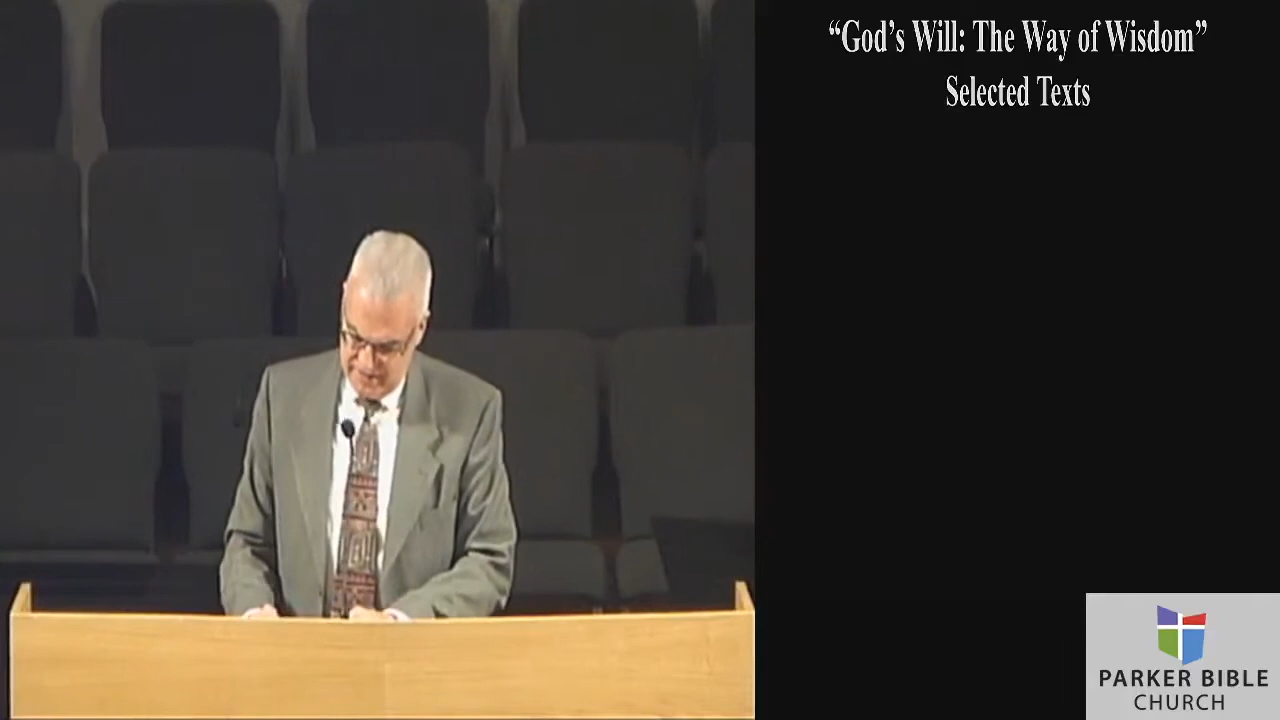 “God’s Will: The Way of Wisdom”
Selected Texts
PARKER BIBLE
CHURCH